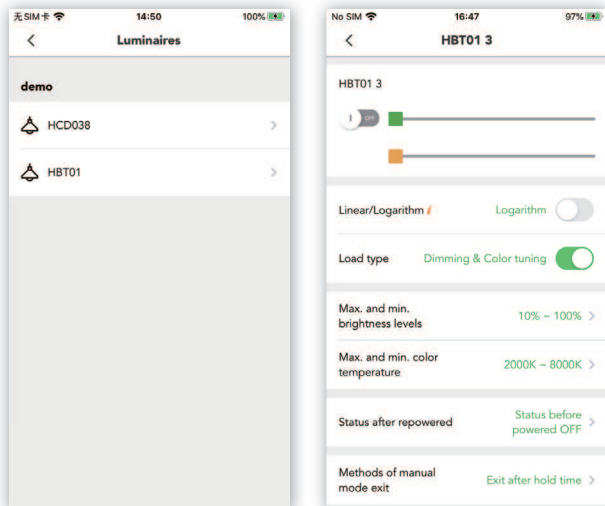 无SIM卡 14:50 100%
Luminaires
demo
HCD038
HBT01
No SIM 16:47 97%
HBT01 3
HBT01 3
I OFF
Linear/Logarithm i Logarithm
Load type Dimming & Color tuning
Max. and min.
brightness levels 10% ~ 100%
Max. and min. color
temperature 2000K ~ 8000K
Status after repowered Status before
powered OFF
Methods of manual
mode exit Exit after hold time